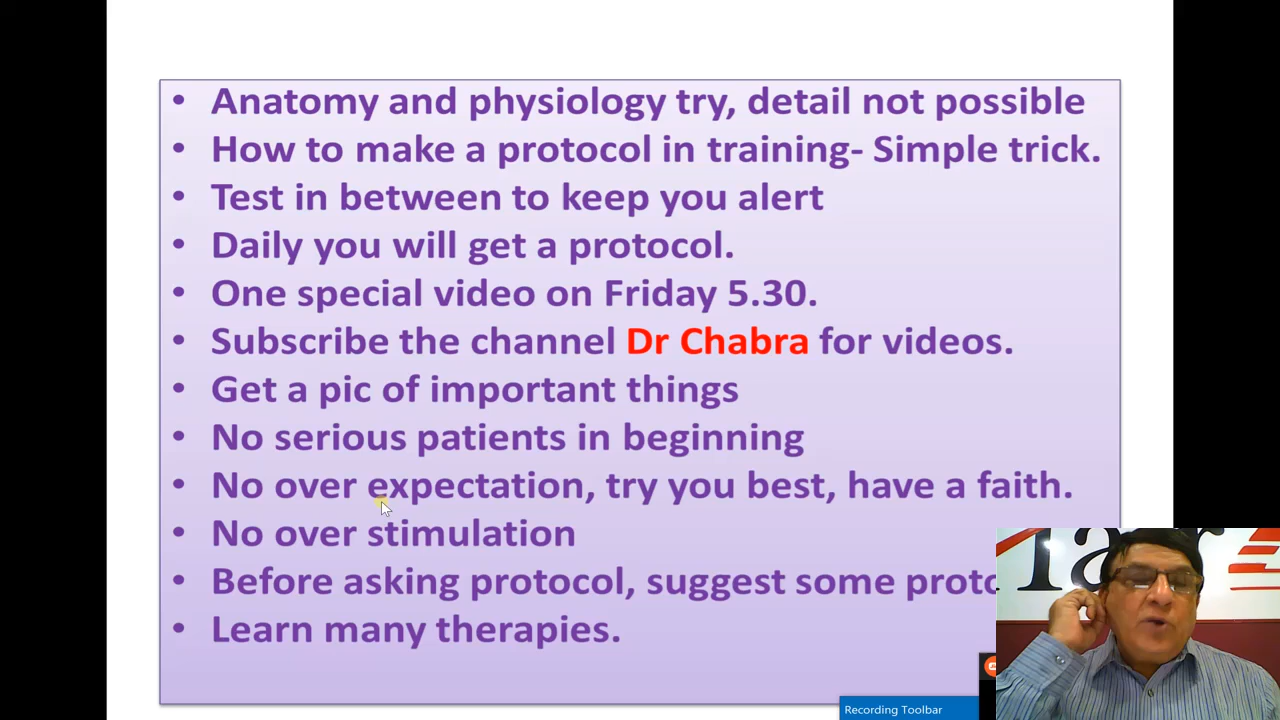 • Anatomy and physiology try, detail not possible
• How to make a protocol in training- Simple trick.
• Test in between to keep you alert
• Daily you will get a protocol.
• One special video on Friday 5.30.
• Subscribe the channel Dr Chabra for videos.
• Get a pic of important things
• No serious patients in beginning
• No over expectation, try you best, have a faith.
• No over stimulation
• Before asking protocol, suggest some proto
• Learn many therapies.
Recording Toolbar